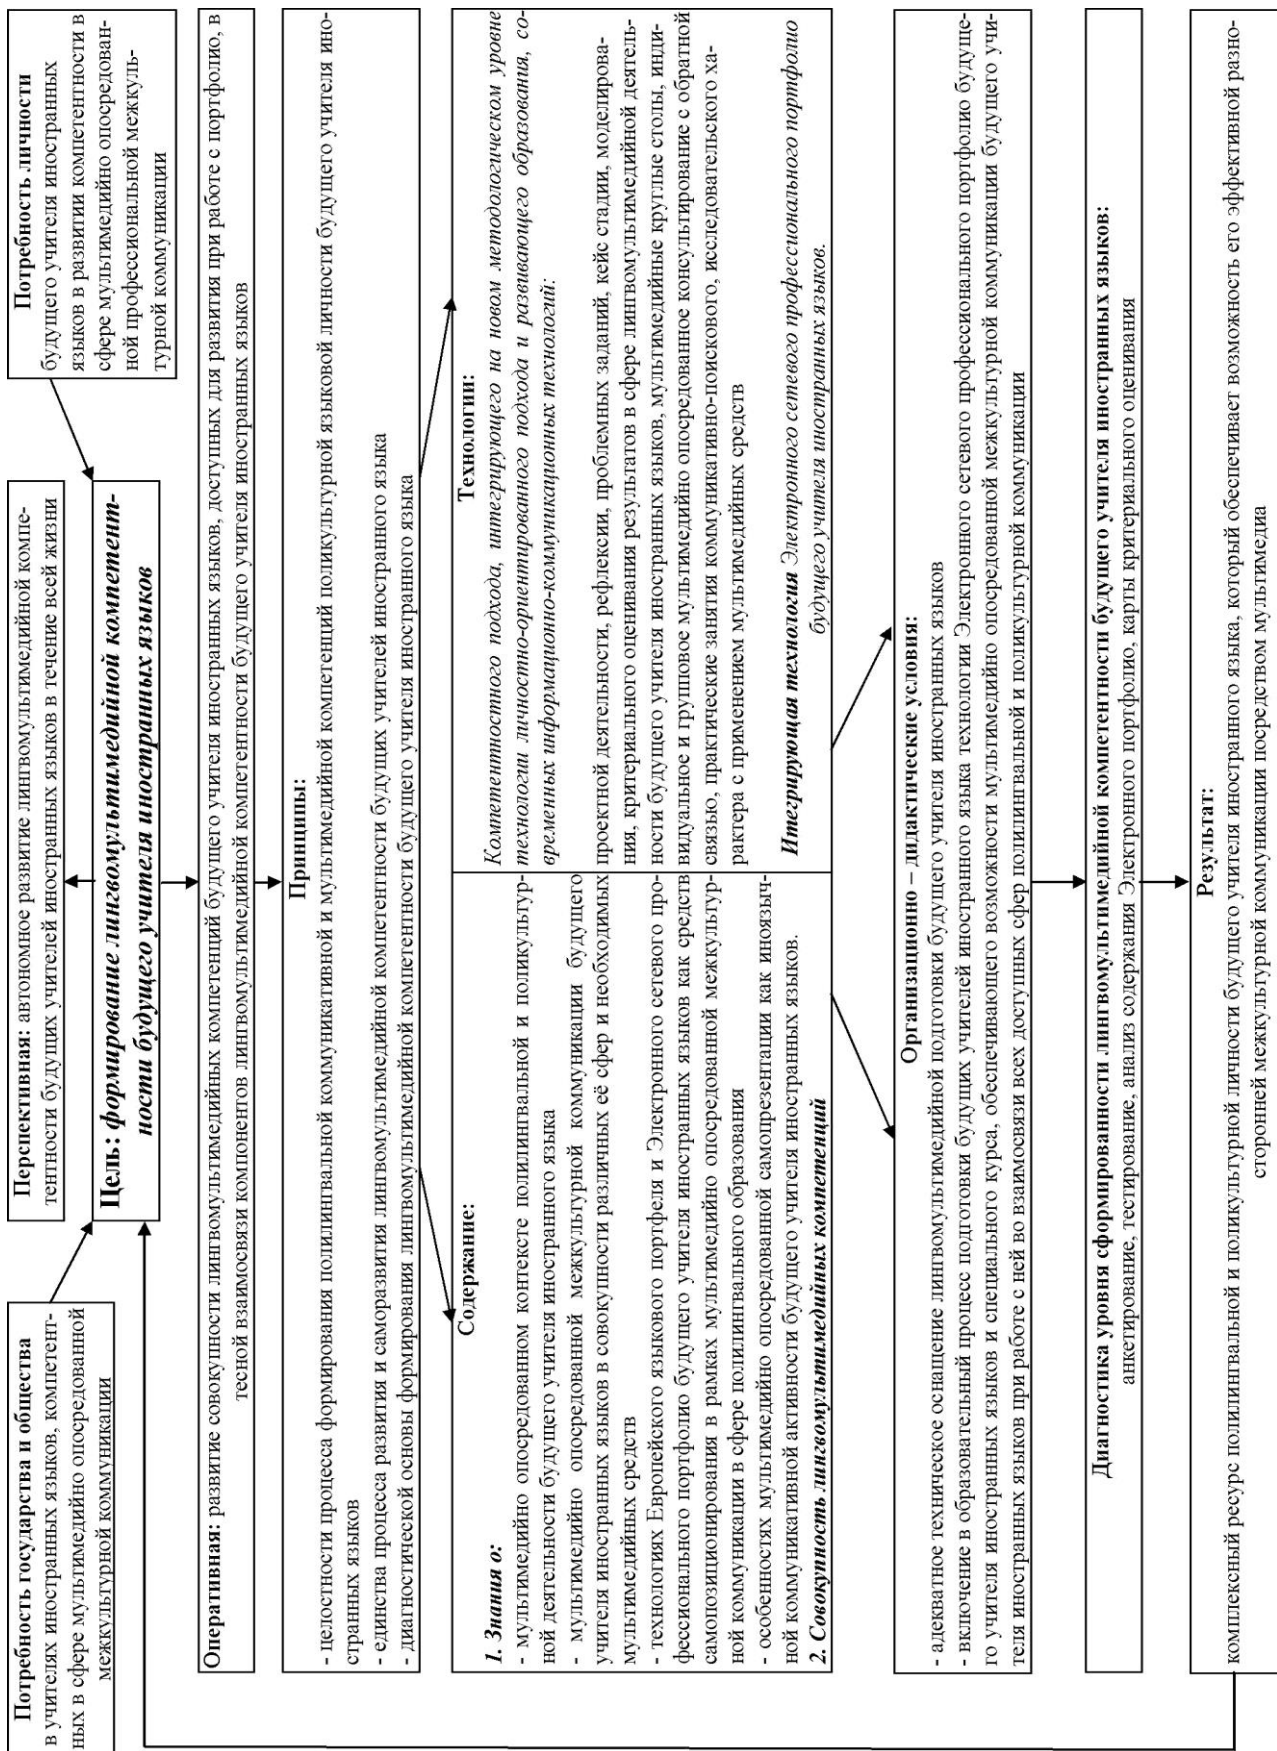 Потребность государства и общества
в учителях иностранных языков, компетент-
ных в сфере мультимедийно опосредованной
межкультурной коммуникации
Перспективная: автономное развитие лингвомультимедийной компе-
тентности будущих учителей иностранных языков в течение всей жизни
Потребность личности
будущего учителя иностранных
языков в развитии компетентности в
сфере мультимедийно опосредован-
ной профессиональной межкуль-
турной коммуникации
Цель: формирование лингвомультимедийной компетент-
ности будущего учителя иностранных языков
Оперативная: развитие совокупности лингвомультимедийных компетенций будущего учителя иностранных языков, доступных для развития при работе с портфолио, в
тесной взаимосвязи компонентов лингвомультимедийной компетентности будущего учителя иностранных языков
Принципы:
- целостности процесса формирования полилингвальной коммуникативной и мультимедийной компетенций поликультурной языковой личности будущего учителя ино-
странных языков
- единства процесса развития и саморазвития лингвомультимедийной компетентности будущих учителей иностранного языка
- диагностической основы формирования лингвомультимедийной компетентности будущего учителя иностранного языка
Содержание:
1. Знания о:
- мультимедийно опосредованном контексте полилингвальной и поликультур-
ной деятельности будущего учителя иностранного языка
- мультимедийно опосредованной межкультурной коммуникации будущего
учителя иностранных языков в совокупности различных её сфер и необходимых
мультимедийных средств
- технологиях Европейского языкового портфеля и Электронного сетевого про-
фессионального портфолио будущего учителя иностранных языков как средств
самопозиционирования в рамках мультимедийно опосредованной межкультур-
ной коммуникации в сфере полилингвального образования
- особенностях мультимедийно опосредованной самопрезентации как иноязыч-
ной коммуникативной активности будущего учителя иностранных языков.
2. Совокупность лингвомультимедийных компетенций
Технологии:
Компетентностного подхода, интегрирующего на новом методологическом уровне
технологии личностно-ориентированного подхода и развивающего образования, со-
временных информационно-коммуникационных технологий:
проектной деятельности, рефлексии, проблемных заданий, кейс стадии, моделирова-
ния, критериального оценивания результатов в сфере лингвомультимедийной деятель-
ности будущего учителя иностранных языков, мультимедийные круглые столы, инди-
видуальное и групповое мультимедийно опосредованное консультирование с обратной
связью, практические занятия коммуникативно-поискового, исследовательского ха-
рактера с применением мультимедийных средств
Итегрирующая технология Электронного сетевого профессионального портфолио
будущего учителя иностранных языков.
Организационно – дидактические условия:
- адекватное техническое оснащение лингвомультимедийной подготовки будущего учителя иностранных языков
- включение в образовательный процесс подготовки будущих учителей иностранного языка технологии Электронного сетевого профессионального портфолио будуще-
го учителя иностранных языков и специального курса, обеспечивающего возможности мультимедийно опосредованной межкультурной коммуникации будущего учи-
теля иностранных языков при работе с ней во взаимосвязи всех доступных сфер полилингвальной и поликультурной коммуникации
Диагностика уровня сформированности лингвомультимедийной компетентности будущего учителя иностранных языков:
анкетирование, тестирование, анализ содержания Электронного портфолио, карты критериального оценивания
Результат:
комплексный ресурс полилингвальной и поликультурной личности будущего учителя иностранного языка, который обеспечивает возможность его эффективной разно-
сторонней межкультурной коммуникации посредством мультимедиа